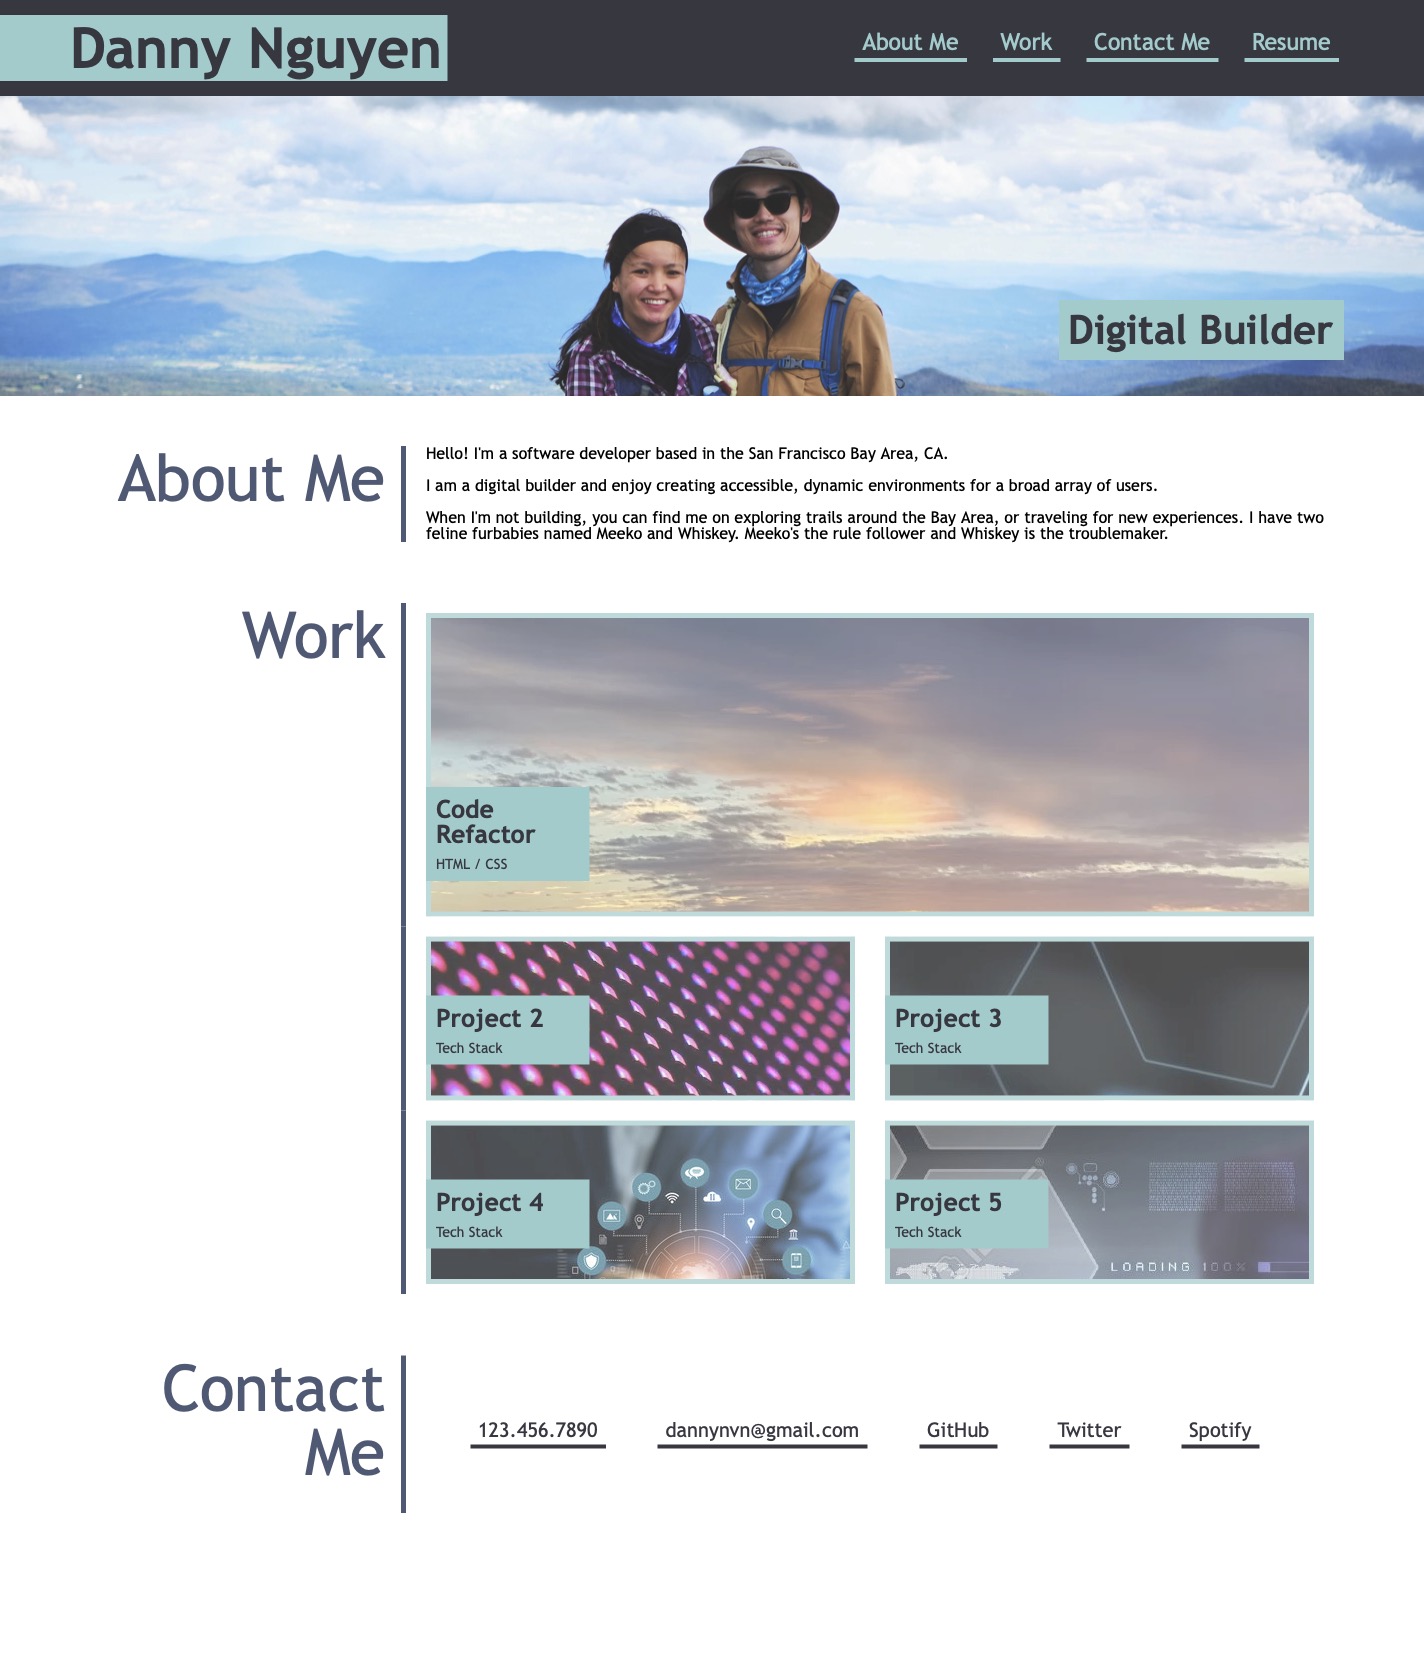 Danny Nguyen
About Me
Work
Contact Me
Resume
Digital Builder
About Me
Hello! I'm a software developer based in the San Francisco Bay Area, CA.
I am a digital builder and enjoy creating accessible, dynamic environments for a broad array of users.
When I'm not building, you can find me on exploring trails around the Bay Area, or traveling for new experiences. I have two
feline furbabies named Meeko and Whiskey. Meeko's the rule follower and Whiskey is the troublemaker.
Work
Code
Refactor
HTML / CSS
Project 2
Tech Stack
Project 3
Tech Stack
Project 4
Tech Stack
Project 5
Tech Stack
LOADING 100%
Contact
Me
123.456.7890
dannynvn@gmail.com
GitHub
Twitter
Spotify